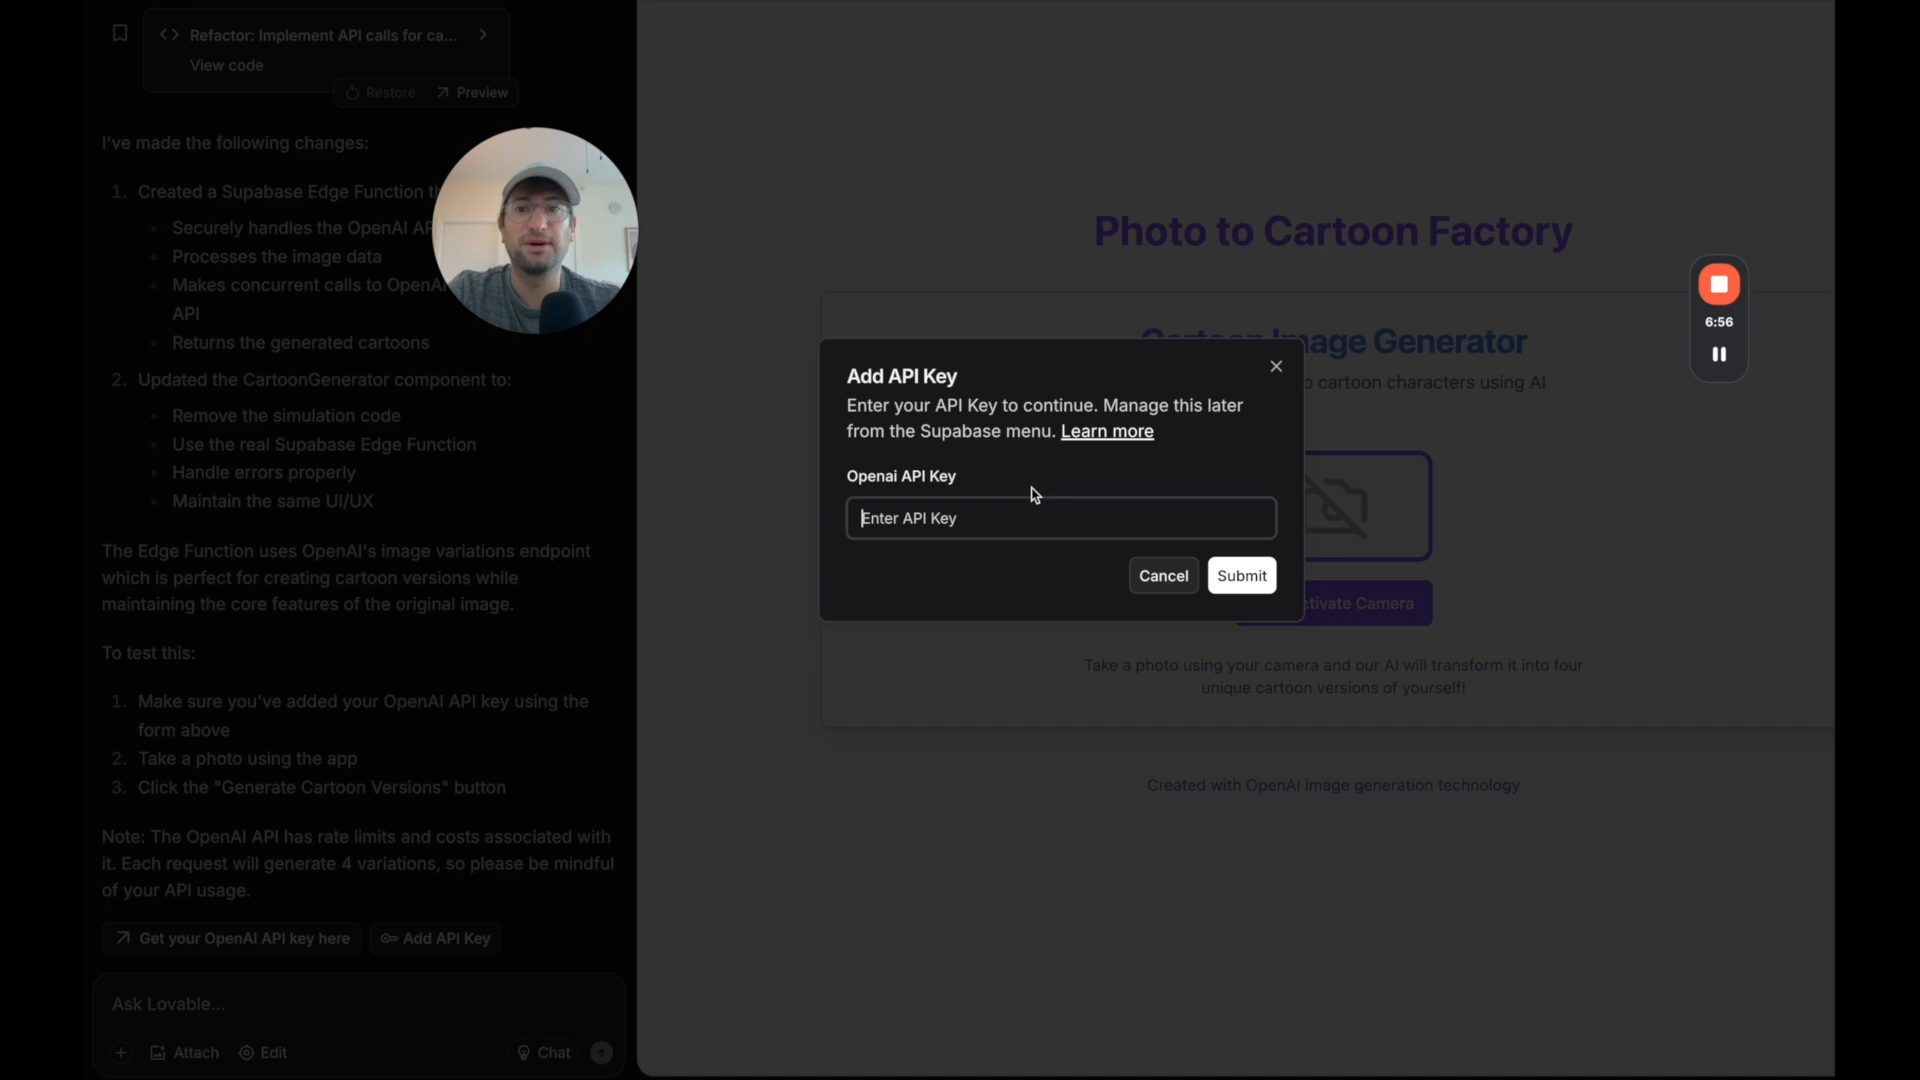 Refactor: Implement API calls for ca...
View code
Restore
Preview
I've made the following changes:
1. Created a Supabase Edge Function
Securely handles the OpenAI
Processes the image data
Makes concurrent calls to
API
Returns the generated cartoons
2. Updated the CartoonGenerator component to:
Remove the simulation code
Use the real Supabase Edge Function
Handle errors properly
Maintain the same UI/UX
The Edge Function uses OpenAI's image variations endpoint
which is perfect for creating cartoon versions while
maintaining the core features of the original image.
To test this:
1. Make sure you've added your OpenAI API key using the
form above
2. Take a photo using the app
3. Click the "Generate Cartoon Versions" button
Note: The OpenAI API has rate limits and costs associated with
it. Each request will generate 4 variations, so please be mindful
of your API usage.
Get your OpenAI API key here
Add API Key
Ask Lovable...
Attach
Edit
Chat
Photo to Cartoon Factory
Generator
cartoon characters using AI
Add API Key
Enter your API Key to continue. Manage this later
from the Supabase menu. Learn more
Openai API Key
Enter API Key
Cancel
Submit
Camera
Take a photo using your camera and our AI will transform it into four
unique cartoon versions of yourself!
Created with OpenAI image generation technology
6:56